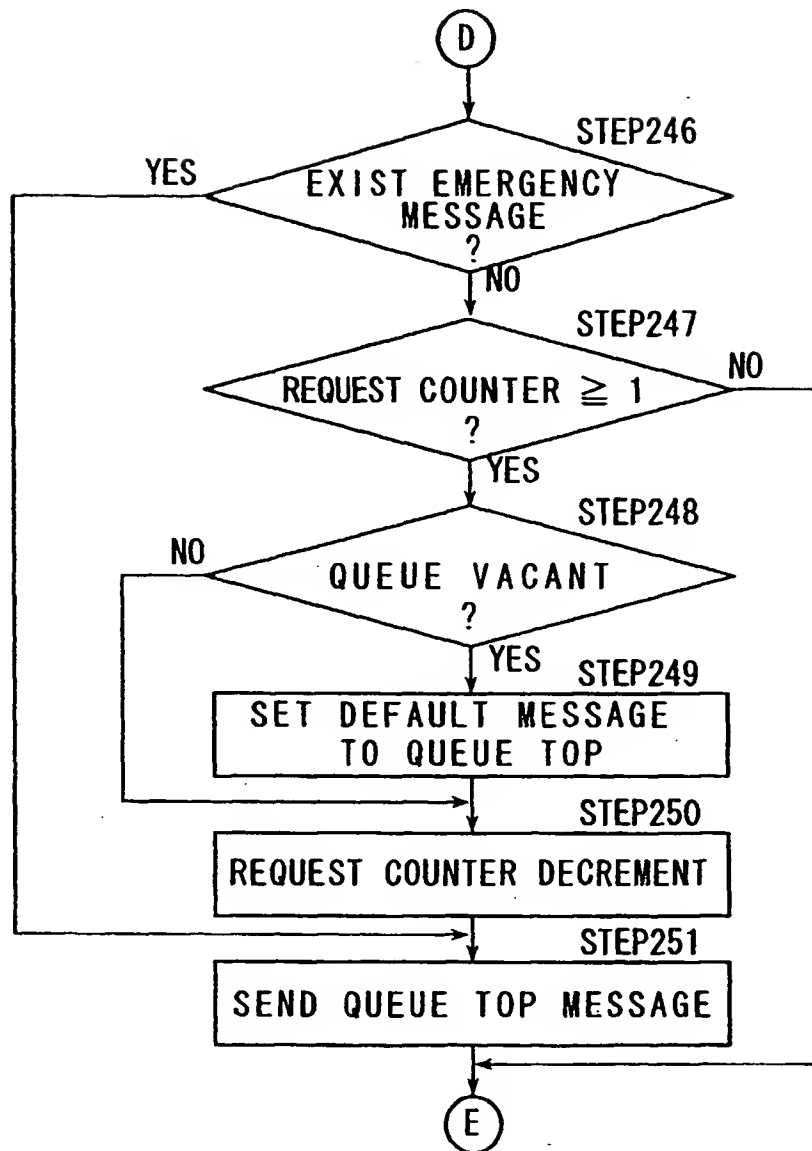 D
STEP246
YES
EXIST EMERGENCY
MESSAGE
?
NO
STEP247
NO
REQUEST COUNTER ≧ 1
?
YES
STEP248
NO
QUEUE VACANT
?
YES
STEP249
SET DEFAULT MESSAGE
TO QUEUE TOP
STEP250
REQUEST COUNTER DECREMENT
STEP251
SEND QUEUE TOP MESSAGE
E